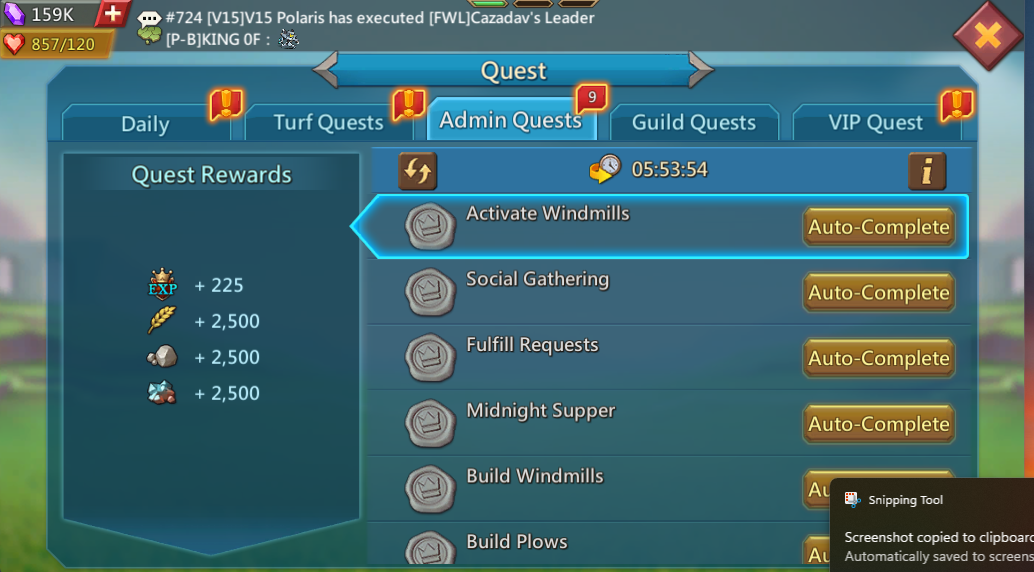 159K
#724 [V15]V15 Polaris has executed [FWL]Cazadav's Leader
[P-B]KING 0F :
857/120
Quest
Daily
Turf Quests
Admin Quests
9
Guild Quests
VIP Quest
Quest Rewards
EXP + 225
+ 2,500
+ 2,500
+ 2,500
05:53:54
i
Activate Windmills
Auto-Complete
Social Gathering
Auto-Complete
Fulfill Requests
Auto-Complete
Midnight Supper
Auto-Complete
Build Windmills
Au
Build Plows
Au
Snipping Tool
Screenshot copied to clipboard
Automatically saved to screens